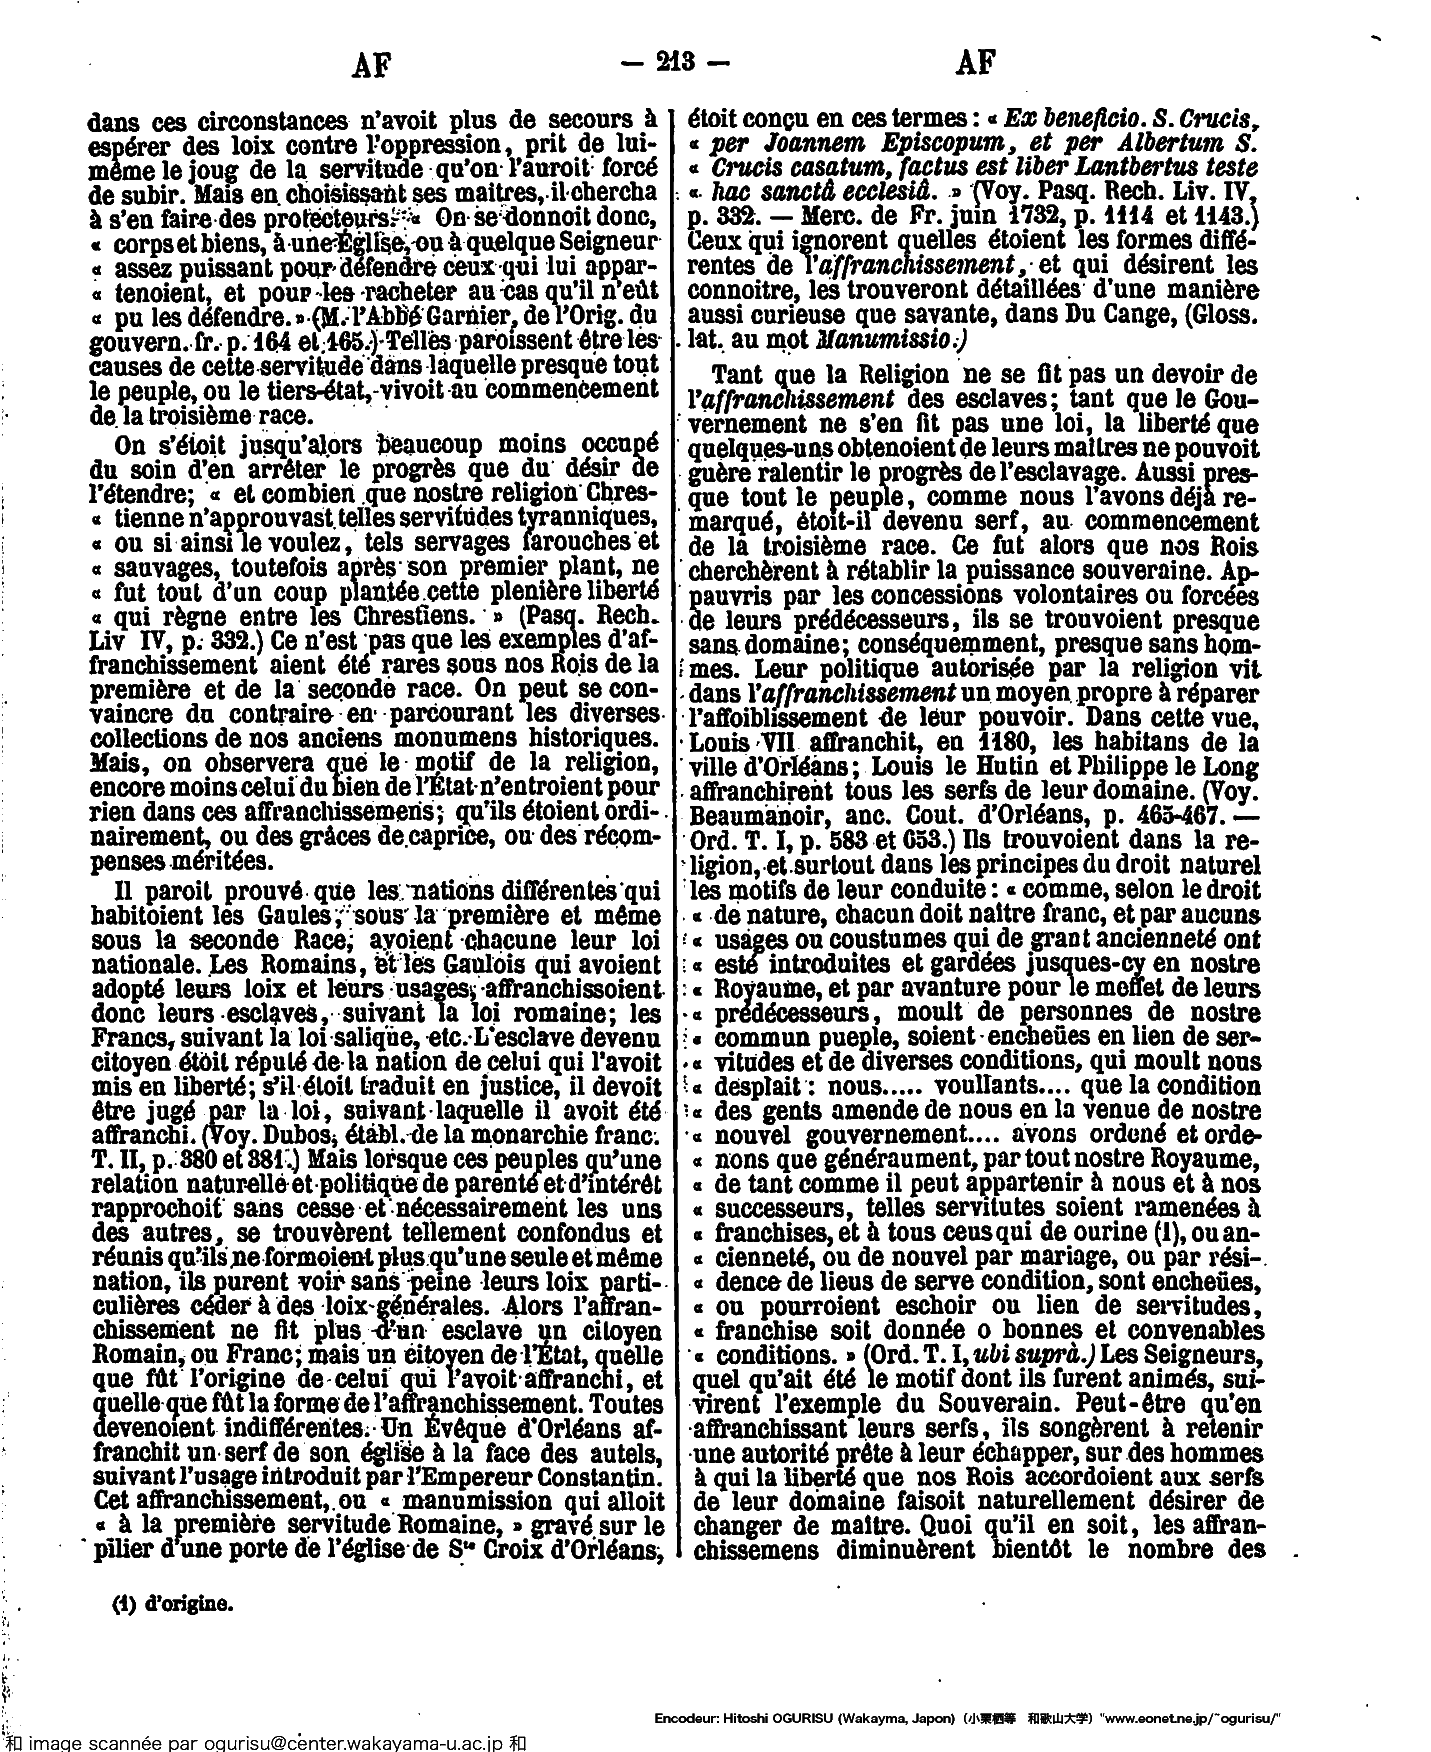 AF
— 213 —
AF
dans ces circonstances n'avoit plus de secours à
espérer des loix contre l'oppression, prit de lui-
même le joug de la servitude qu'on l'auroit forcé
de subir. Mais en choisissant ses maîtres, il chercha
à s'en faire des protecteurs. « On se donnoit donc,
« corps et biens, à une Église, ou à quelque Seigneur
« assez puissant pour défendre ceux qui lui appar-
« tenoient, et pour les racheter au cas qu'il n'eût
« pu les défendre. » (M. l'Abbé Garnier, de l'Orig. du
gouvern. fr. p. 164 et 165.) Telles paroissent être les
causes de cette servitude dans laquelle presque tout
le peuple, ou le tiers-état, vivoit au commencement
de la troisième race.
On s'étoit jusqu'alors beaucoup moins occupé
du soin d'en arrêter le progrès que du désir de
l'étendre; « et combien que nostre religion Chres-
« tienne n'approuvast telles servitudes tyranniques,
« ou si ainsi le voulez, tels servages farouches et
« sauvages, toutefois après son premier plant, ne
« fut tout d'un coup plantée cette plenière liberté
« qui règne entre les Chrestiens. » (Pasq. Rech.
Liv IV, p. 332.) Ce n'est pas que les exemples d'af-
franchissement aient été rares sous nos Rois de la
première et de la seconde race. On peut se con-
vaincre du contraire en parcourant les diverses
collections de nos anciens monumens historiques.
Mais, on observera que le motif de la religion,
encore moins celui du bien de l'État n'entroient pour
rien dans ces affranchissemens; qu'ils étoient ordi-
nairement, ou des grâces de caprice, ou des récom-
penses méritées.
Il paroit prouvé que les nations différentes qui
habitoient les Gaules, sous la première et même
sous la seconde Race, avoient chacune leur loi
nationale. Les Romains, et les Gaulois qui avoient
adopté leurs loix et leurs usages, affranchissoient
donc leurs esclaves, suivant la loi romaine; les
Francs, suivant la loi salique, etc. L'esclave devenu
citoyen étoit réputé de la nation de celui qui l'avoit
mis en liberté; s'il étoit traduit en justice, il devoit
être jugé par la loi, suivant laquelle il avoit été
affranchi. (Voy. Dubos, établ. de la monarchie franc.
T. II, p. 380 et 381.) Mais lorsque ces peuples qu'une
relation naturelle et politique de parenté et d'intérêt
rapprochoit sans cesse et nécessairement les uns
des autres, se trouvèrent tellement confondus et
réunis qu'ils ne formoient plus qu'une seule et même
nation, ils purent voir sans peine leurs loix parti-
culières céder à des loix générales. Alors l'affran-
chissement ne fit plus d'un esclave un citoyen
Romain, ou Franc; mais un citoyen de l'État, quelle
que fût l'origine de celui qui l'avoit affranchi, et
quelle que fût la forme de l'affranchissement. Toutes
devenoient indifférentes. Un Évêque d'Orléans af-
franchit un serf de son église à la face des autels,
suivant l'usage introduit par l'Empereur Constantin.
Cet affranchissement, ou « manumission qui alloit
« à la première servitude Romaine, » gravé sur le
pilier d'une porte de l'église de Ste Croix d'Orléans,
étoit conçu en ces termes : « Ex beneficio. S. Crucis,
« per Joannem Episcopum, et per Albertum S.
« Crucis casatum, factus est liber Lantbertus teste
« hac sanctâ ecclesiâ. » (Voy. Pasq. Rech. Liv. IV,
p. 332. — Merc. de Fr. juin 1732, p. 1114 et 1143.)
Ceux qui ignorent quelles étoient les formes diffé-
rentes de l'affranchissement, et qui désirent les
connoitre, les trouveront détaillées d'une manière
aussi curieuse que savante, dans Du Cange, (Gloss.
lat. au mot Manumissio.)
Tant que la Religion ne se fit pas un devoir de
l'affranchissement des esclaves; tant que le Gou-
vernement ne s'en fit pas une loi, la liberté que
quelques-uns obtenoient de leurs maîtres ne pouvoit
guère ralentir le progrès de l'esclavage. Aussi pres-
que tout le peuple, comme nous l'avons déjà re-
marqué, étoit-il devenu serf, au commencement
de la troisième race. Ce fut alors que nos Rois
cherchèrent à rétablir la puissance souveraine. Ap-
pauvris par les concessions volontaires ou forcées
de leurs prédécesseurs, ils se trouvoient presque
sans domaine; conséquemment, presque sans hom-
mes. Leur politique autorisée par la religion vit
dans l'affranchissement un moyen propre à réparer
l'affoiblissement de leur pouvoir. Dans cette vue,
Louis VII affranchit, en 1180, les habitans de la
ville d'Orléans; Louis le Hutin et Philippe le Long
affranchirent tous les serfs de leur domaine. (Voy.
Beaumanoir, anc. Cout. d'Orléans, p. 465-467. —
Ord. T. I, p. 583 et 653.) Ils trouvoient dans la re-
ligion, et surtout dans les principes du droit naturel
les motifs de leur conduite : « comme, selon le droit
« de nature, chacun doit naître franc, et par aucuns
« usages ou coustumes qui de grant ancienneté ont
« esté introduites et gardées jusques-cy en nostre
« Royaume, et par avanture pour le meffet de leurs
« prédécesseurs, moult de personnes de nostre
« commun pueple, soient encheües en lien de ser-
« vitudes et de diverses conditions, qui moult nous
« desplait : nous..... voullants.... que la condition
« des gents amende de nous en la venue de nostre
« nouvel gouvernement.... avons ordené et orde-
« nons que généraument, par tout nostre Royaume,
« de tant comme il peut appartenir à nous et à nos
« successeurs, telles servitutes soient ramenées à
« franchises, et à tous ceus qui de ourine (1), ou an-
« cienneté, ou de nouvel par mariage, ou par rési-
« dence de lieus de serve condition, sont encheües,
« ou pourroient eschoir ou lien de servitudes,
« franchise soit donnée o bonnes et convenables
« conditions. » (Ord. T. I, ubi suprà.) Les Seigneurs,
quel qu'ait été le motif dont ils furent animés, sui-
virent l'exemple du Souverain. Peut-être qu'en
affranchissant leurs serfs, ils songèrent à retenir
une autorité prête à leur échapper, sur des hommes
à qui la liberté que nos Rois accordoient aux serfs
de leur domaine faisoit naturellement désirer de
changer de maître. Quoi qu'il en soit, les affran-
chissemens diminuèrent bientôt le nombre des
(1) d'origine.
Encodeur: Hitoshi OGURISU (Wakayma, Japon) (小栗栖等 和歌山大学) "www.eonet.ne.jp/~ogurisu/"
和 image scannée par ogurisu@center.wakayama-u.ac.jp 和